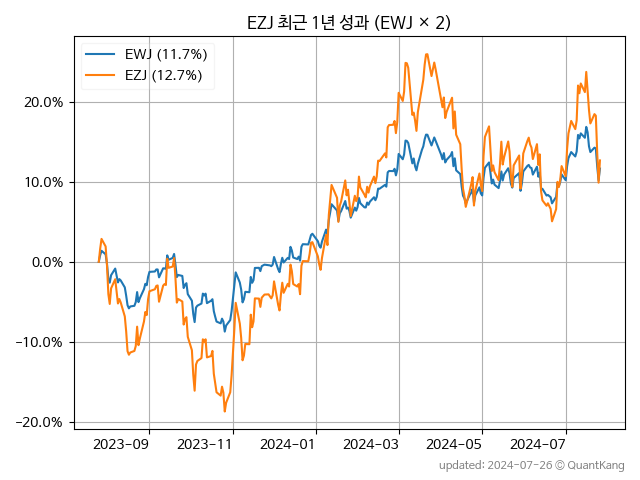 EZJ 최근 1년 성과 (EWJ × 2)
EWJ (11.7%)
EZJ (12.7%)
20.0%
10.0%
0.0%
−10.0%
−20.0%
2023-09 2023-11 2024-01 2024-03 2024-05 2024-07
updated: 2024-07-26 © QuantKang